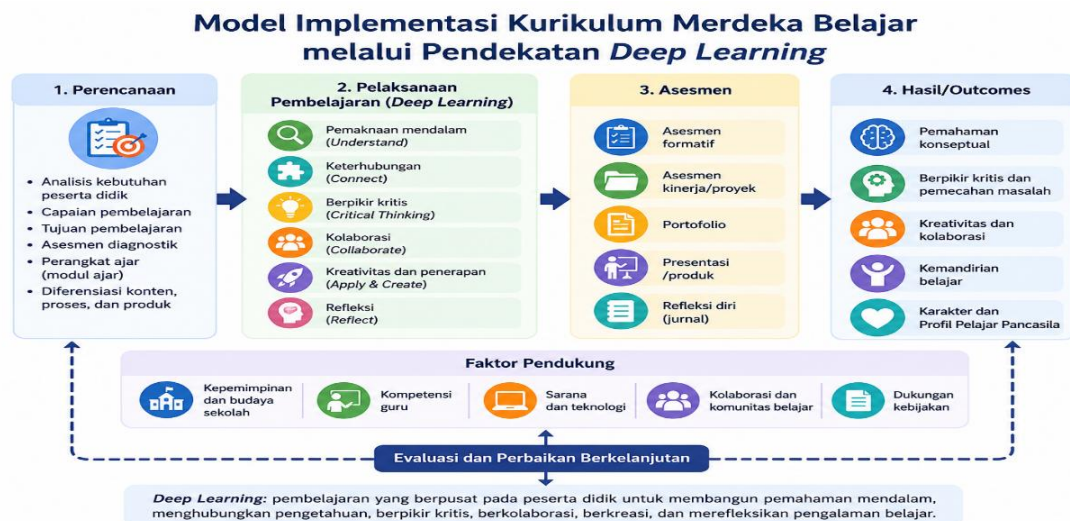 Model Implementasi Kurikulum Merdeka Belajar
melalui Pendekatan Deep Learning
1. Perencanaan
• Analisis kebutuhan
peserta didik
• Capaian pembelajaran
• Tujuan pembelajaran
• Asesmen diagnostik
• Perangkat ajar
(modul ajar)
• Diferensiasi konten,
proses, dan produk
2. Pelaksanaan
Pembelajaran (Deep Learning)
Pemaknaan mendalam
(Understand)
Keterhubungan
(Connect)
Berpikir kritis
(Critical Thinking)
Kolaborasi
(Collaborate)
Kreativitas dan penerapan
(Apply & Create)
Refleksi
(Reflect)
3. Asesmen
Asesmen
formatif
Asesmen
kinerja/proyek
Portofolio
Presentasi
/produk
Refleksi diri
(jurnal)
4. Hasil/Outcomes
Pemahaman
konseptual
Berpikir kritis dan
pemecahan masalah
Kreativitas dan
kolaborasi
Kemandirian
belajar
Karakter dan
Profil Pelajar Pancasila
Faktor Pendukung
Kepemimpinan
dan budaya
sekolah
Kompetensi
guru
Sarana
dan teknologi
Kolaborasi dan
komunitas belajar
Dukungan
kebijakan
Evaluasi dan Perbaikan Berkelanjutan
Deep Learning: pembelajaran yang berpusat pada peserta didik untuk membangun pemahaman mendalam,
menghubungkan pengetahuan, berpikir kritis, berkolaborasi, berkreasi, dan merefleksikan pengalaman belajar.